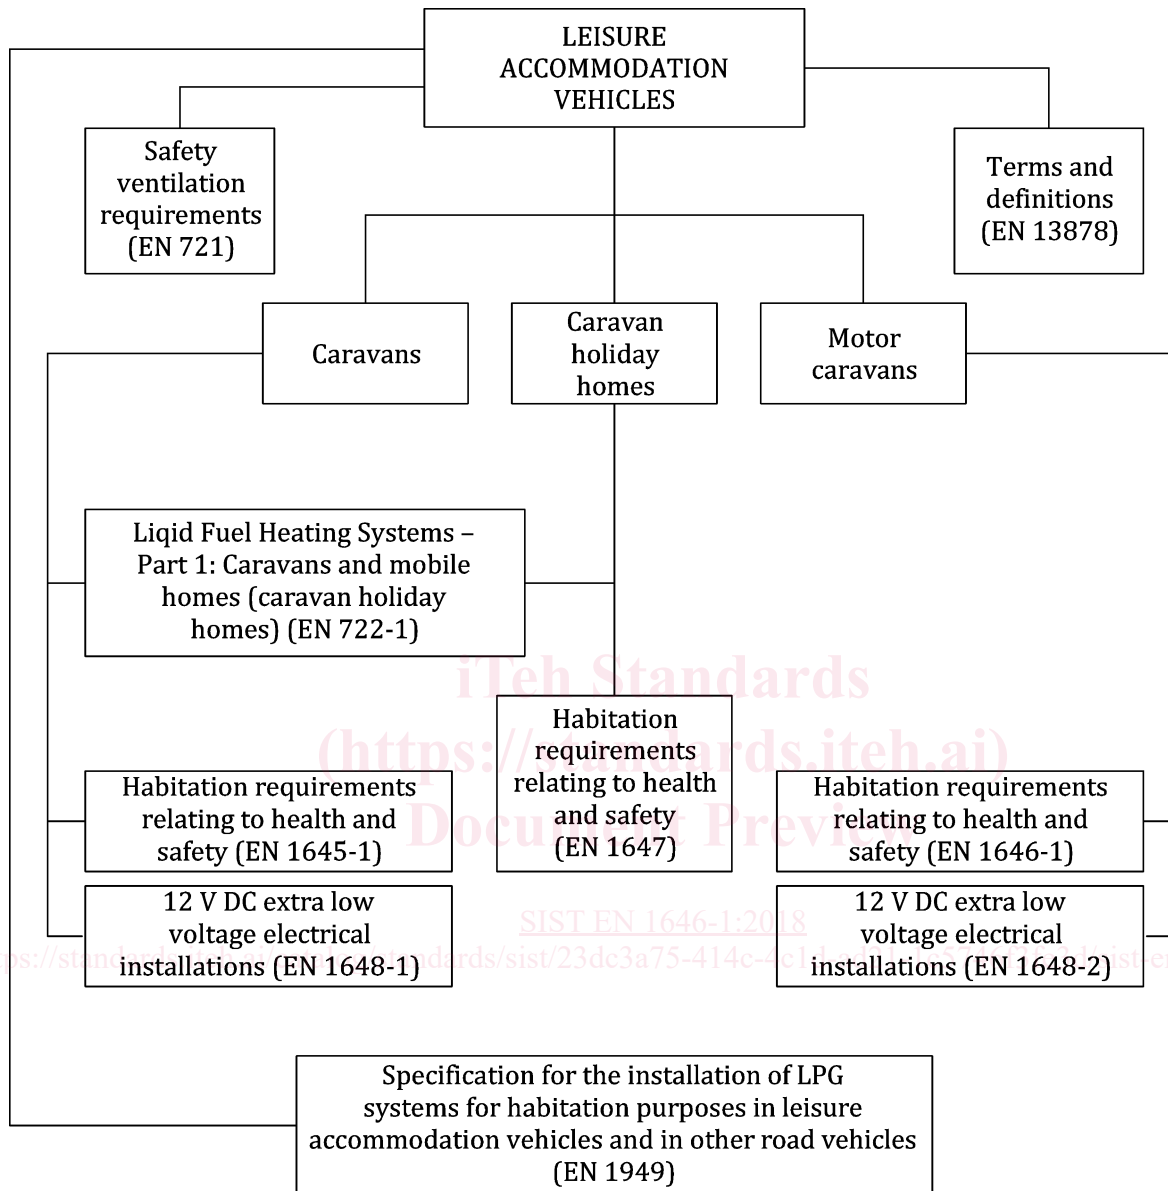 LEISURE
ACCOMMODATION
VEHICLES
Safety
ventilation
requirements
(EN 721)
Terms and
definitions
(EN 13878)
Caravans
Caravan
holiday
homes
Motor
caravans
Liqid Fuel Heating Systems –
Part 1: Caravans and mobile
homes (caravan holiday
homes) (EN 722-1)
iTeh Standards
(https://standards.iteh.ai)
Document Preview
Habitation
requirements
relating to health
and safety
(EN 1647)
Habitation requirements
relating to health and
safety (EN 1645-1)
Habitation requirements
relating to health and
safety (EN 1646-1)
12 V DC extra low
voltage electrical
installations (EN 1648-1)
SIST EN 1646-1:2018
12 V DC extra low
voltage electrical
installations (EN 1648-2)
Specification for the installation of LPG
systems for habitation purposes in leisure
accommodation vehicles and in other road vehicles
(EN 1949)